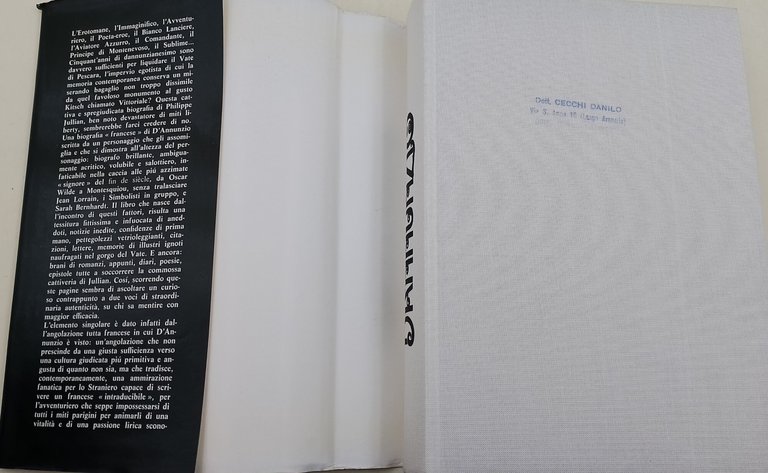 L'Erotomane, l'Immaginifico, l'Avventu-
riero, il Poeta-eroe, il Bianco Lanciere,
l'Aviatore Azzurro, il Comandante, il
Principe di Montenevoso, il Sublime...
Cinquant'anni di dannunzianesimo sono
davvero sufficienti per liquidare il Vate
di Pescara, l'impervio egotista di cui la
memoria contemporanea conserva un mi-
serando bagaglio non troppo dissimile
da quel favoloso monumento al gusto
Kitsch chiamato Vittoriale? Questa cat-
tiva e spregiudicata biografia di Philippe
Jullian, ben noto devastatore di miti li-
berty, sembrerebbe farci credere di no.
Una biografia « francese » di D'Annunzio
scritta da un personaggio che gli assomi-
glia e che si dimostra all'altezza del per-
sonaggio: biografo brillante, ambigua-
mente acritico, volubile e salottiero, in-
faticabile nella caccia alle più azzimate
« signore » del fin de siècle, da Oscar
Wilde a Montesquiou, senza tralasciare
Jean Lorrain, i Simbolisti in gruppo, e
Sarah Bernhardt. Il libro che nasce dal-
l'incontro di questi fattori, risulta una
tessitura fittissima e infuocata di aned-
doti, notizie inedite, confidenze di prima
mano, pettegolezzi vetrioleggianti, cita-
zioni, lettere, memorie di illustri ignoti
naufragati nel gorgo del Vate. E ancora:
brani di romanzi, appunti, diari, poesie,
epistole tutte a soccorrere la commossa
cattiveria di Jullian. Così, scorrendo que-
ste pagine sembra di ascoltare un curio-
so contrappunto a due voci di straordi-
naria autenticità, su chi sa mentire con
maggior efficacia.
L'elemento singolare è dato infatti dal-
l'angolazione tutta francese in cui D'An-
nunzio è visto: un'angolazione che non
prescinde da una giusta sufficienza verso
una cultura giudicata più primitiva e an-
gusta di quanto non sia, ma che tradisce,
contemporaneamente, una ammirazione
fanatica per lo Straniero capace di scri-
vere un francese « intraducibile », per
l'avventuriero che seppe impossessarsi di
tutti i miti parigini per animarli di una
vitalità e di una passione lirica scono-
Dott. CECCHI DANILO
Via S. Anna 10